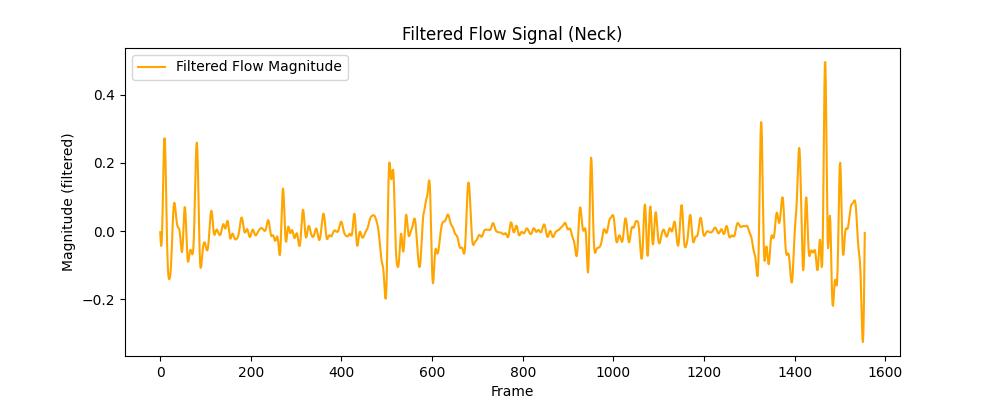 Filtered Flow Signal (Neck)
Filtered Flow Magnitude
Magnitude (filtered)
0.4
0.2
0.0
−0.2
0 200 400 600 800 1000 1200 1400 1600
Frame